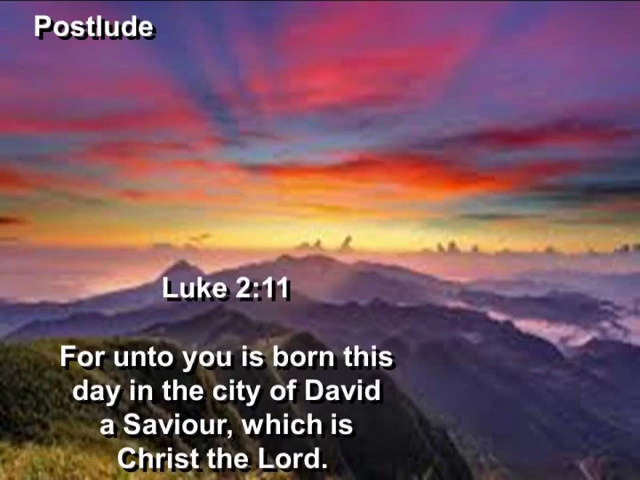 Postlude
Luke 2:11
For unto you is born this
day in the city of David
a Saviour, which is
Christ the Lord.